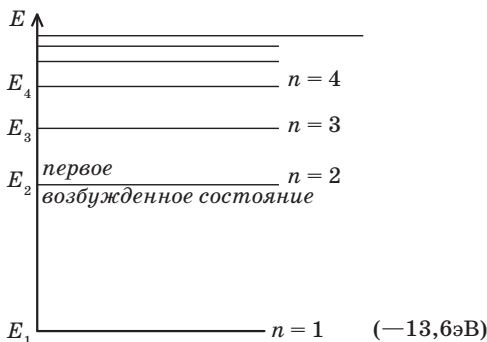 E
E₄ n = 4
E₃ n = 3
первое
E₂ n = 2
возбужденное состояние
E₁ n = 1 (—13,6эВ)